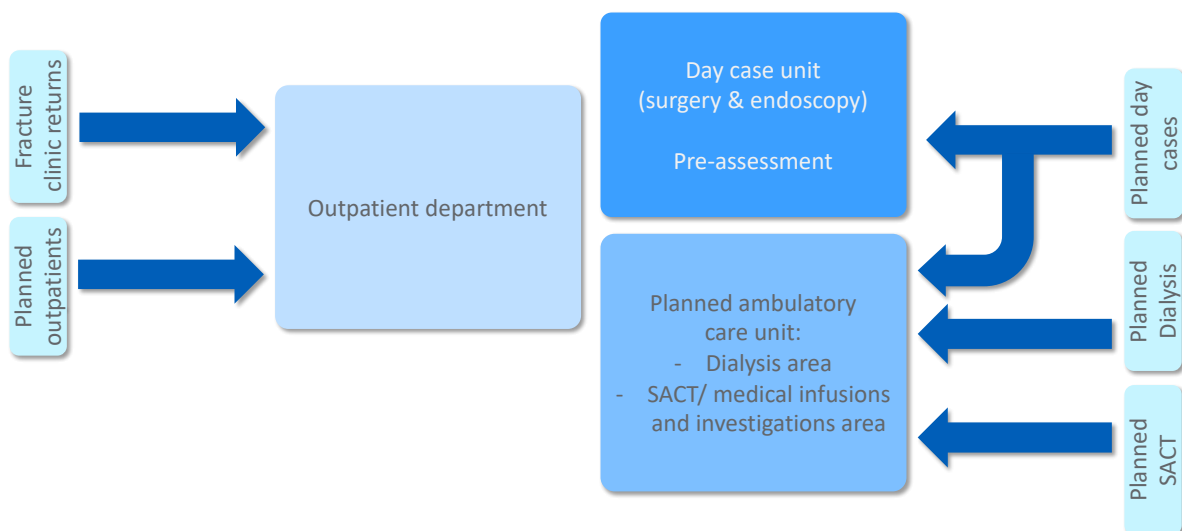 Fracture
clinic returns
Planned
outpatients
Outpatient department
Day case unit
(surgery & endoscopy)
Pre-assessment
Planned ambulatory
care unit:
- Dialysis area
- SACT/ medical infusions
and investigations area
Planned day
cases
Planned
Dialysis
Planned
SACT